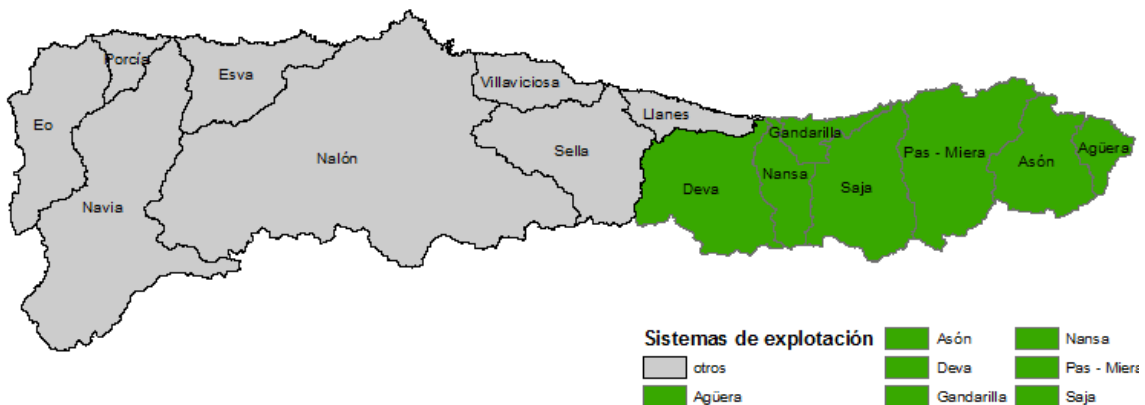 Porcía
Esva
Villaviciosa
Eo
Llanes
Gandarilla
Nalón
Sella
Pas - Miera
Agüera
Asón
Nansa
Deva
Saja
Navia
Sistemas de explotación
otros
Agüera
Asón
Deva
Gandarilla
Nansa
Pas - Miera
Saja